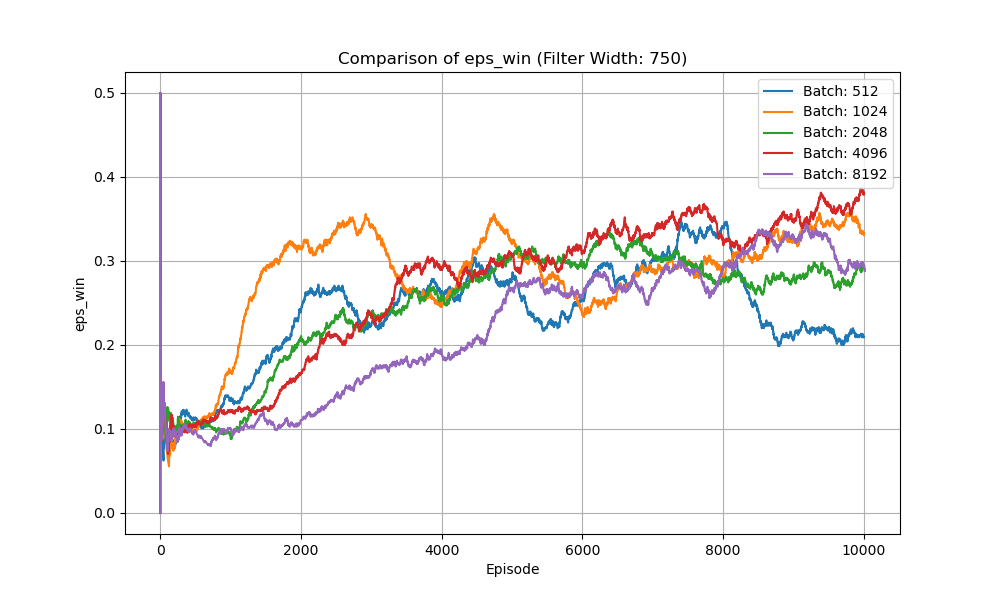 Comparison of eps_win (Filter Width: 750)
0.5
0.4
0.3
0.2
0.1
0.0
eps_win
Batch: 512
Batch: 1024
Batch: 2048
Batch: 4096
Batch: 8192
0 2000 4000 6000 8000 10000
Episode